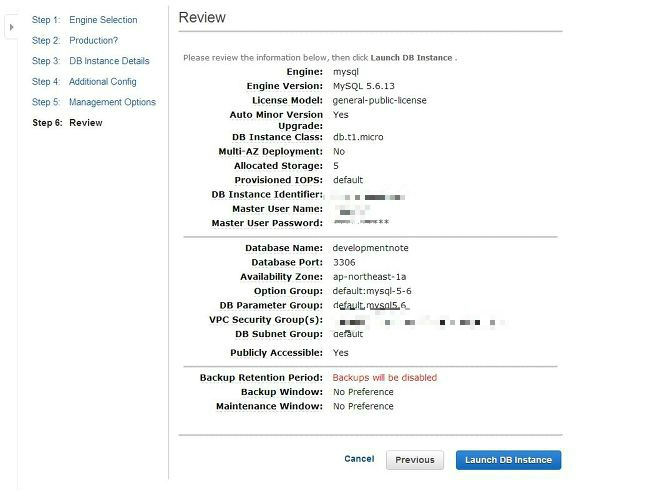 Step 1: Engine Selection
Step 2: Production?
Step 3: DB Instance Details
Step 4: Additional Config
Step 5: Management Options
Step 6: Review
Review
Please review the information below, then click Launch DB Instance .
Engine: mysql
Engine Version: MySQL 5.6.13
License Model: general-public-license
Auto Minor Version Upgrade: Yes
DB Instance Class: db.t1.micro
Multi-AZ Deployment: No
Allocated Storage: 5
Provisioned IOPS: default
DB Instance Identifier:
Master User Name:
Master User Password:
Database Name: developmentnote
Database Port: 3306
Availability Zone: ap-northeast-1a
Option Group: default:mysql-5-6
DB Parameter Group: default.mysql5.6
VPC Security Group(s):
DB Subnet Group: default
Publicly Accessible: Yes
Backup Retention Period: Backups will be disabled
Backup Window: No Preference
Maintenance Window: No Preference
Cancel Previous Launch DB Instance